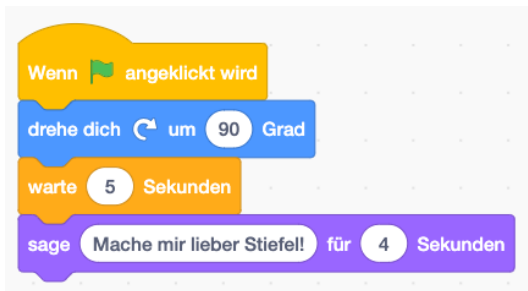 Wenn angeklickt wird
drehe dich um 90 Grad
warte 5 Sekunden
sage Mache mir lieber Stiefel! für 4 Sekunden